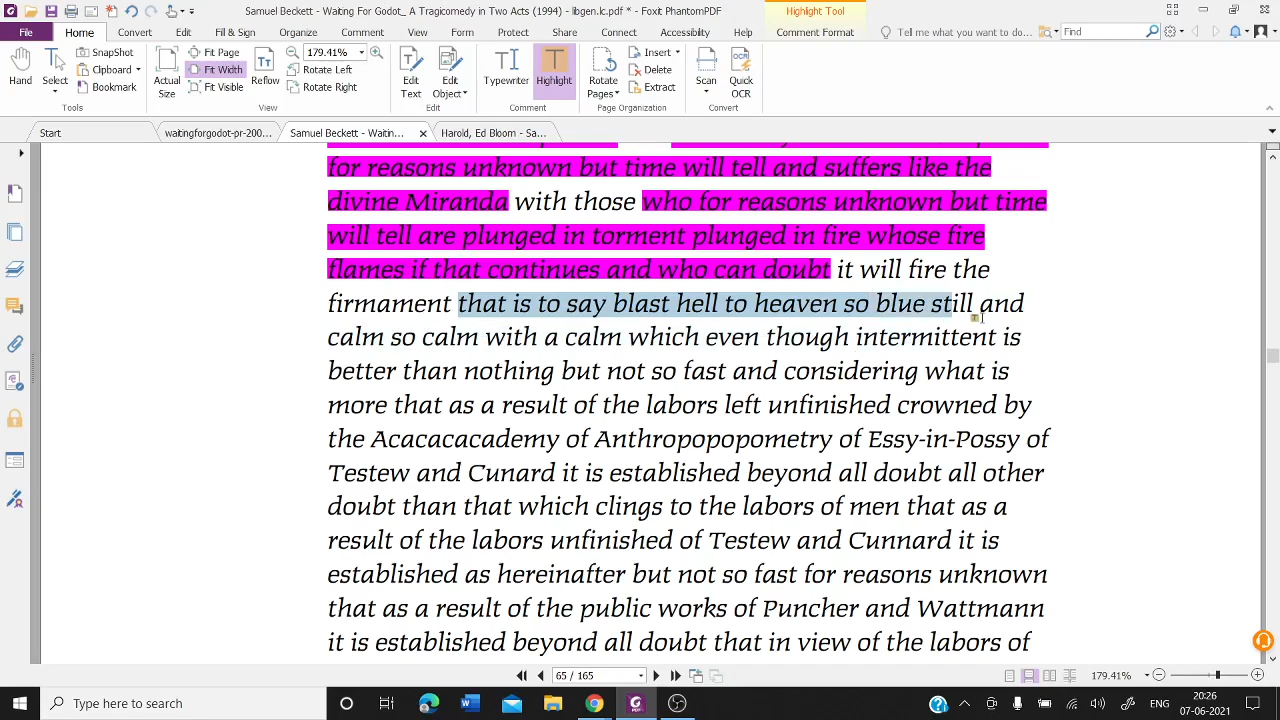 Samuel Beckett - Waiting For Godot_ A Tragicomedy in Two Acts (1994) - libgen.lc.pdf * - Foxit PhantomPDF
Highlight Tool
File Home Convert Edit Fill & Sign Organize Comment View Form Protect Share Connect Accessibility Help Comment Format Tell me what you want to do... Find
SnapShot
Clipboard
Bookmark
Hand
Select
Tools
Actual Size
Fit Page
Fit Width
Fit Visible
Reflow
179.41%
Rotate Left
Rotate Right
View
Edit Text
Edit Object
Edit
Typewriter
Highlight
Comment
Rotate Pages
Insert
Delete
Extract
Page Organization
Scan
Quick OCR
Convert
Start
waitingforgodot-pr-200...
Samuel Beckett - Waitin...
Harold, Ed Bloom - Sa...
for reasons unknown but time will tell and suffers like the
divine Miranda with those who for reasons unknown but time
will tell are plunged in torment plunged in fire whose fire
flames if that continues and who can doubt it will fire the
firmament that is to say blast hell to heaven so blue still and
calm so calm with a calm which even though intermittent is
better than nothing but not so fast and considering what is
more that as a result of the labors left unfinished crowned by
the Acacacacademy of Anthropopopometry of Essy-in-Possy of
Testew and Cunard it is established beyond all doubt all other
doubt than that which clings to the labors of men that as a
result of the labors unfinished of Testew and Cunnard it is
established as hereinafter but not so fast for reasons unknown
that as a result of the public works of Puncher and Wattmann
it is established beyond all doubt that in view of the labors of
65 / 165
179.41%
Type here to search
ENG
20:26
07-06-2021